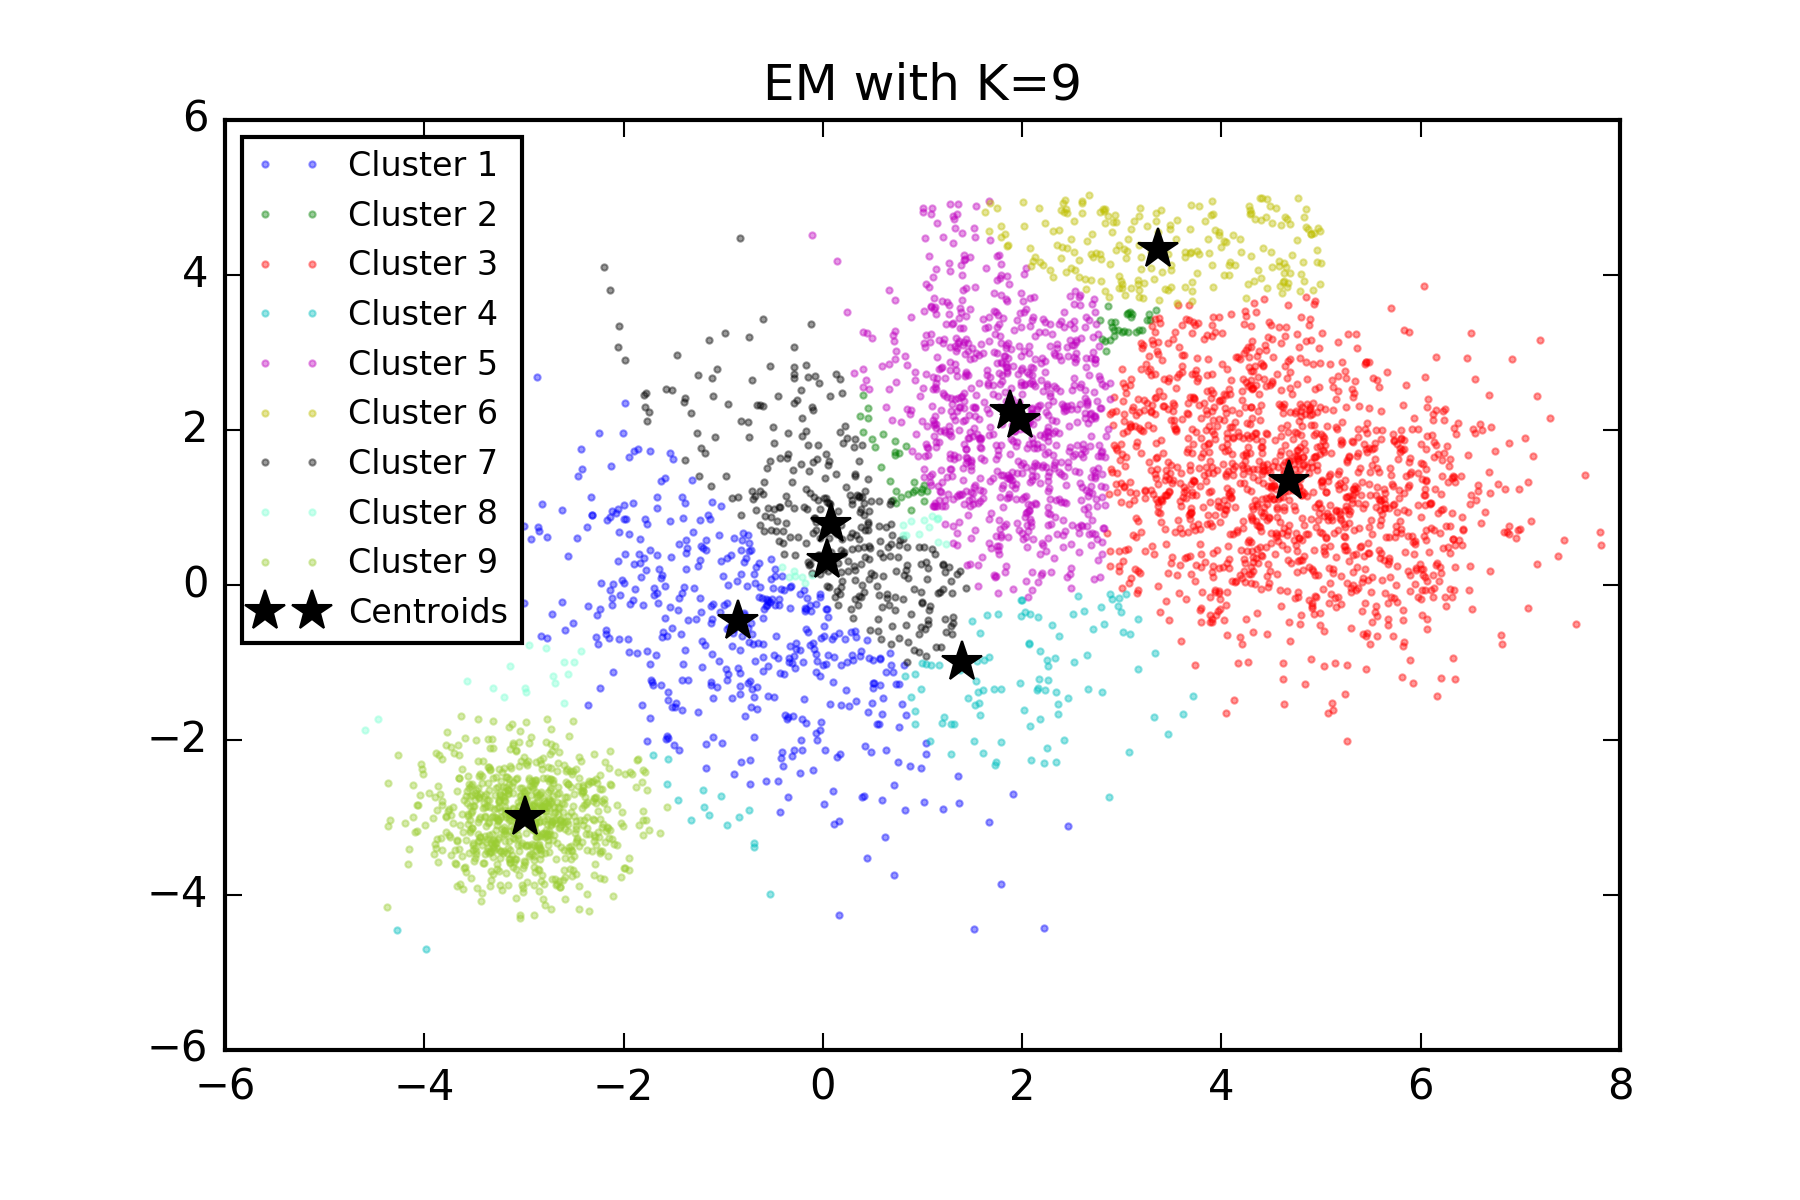 EM with K=9
6
4
2
0
−2
−4
−6
Cluster 1
Cluster 2
Cluster 3
Cluster 4
Cluster 5
Cluster 6
Cluster 7
Cluster 8
Cluster 9
Centroids
−6 −4 −2 0 2 4 6 8